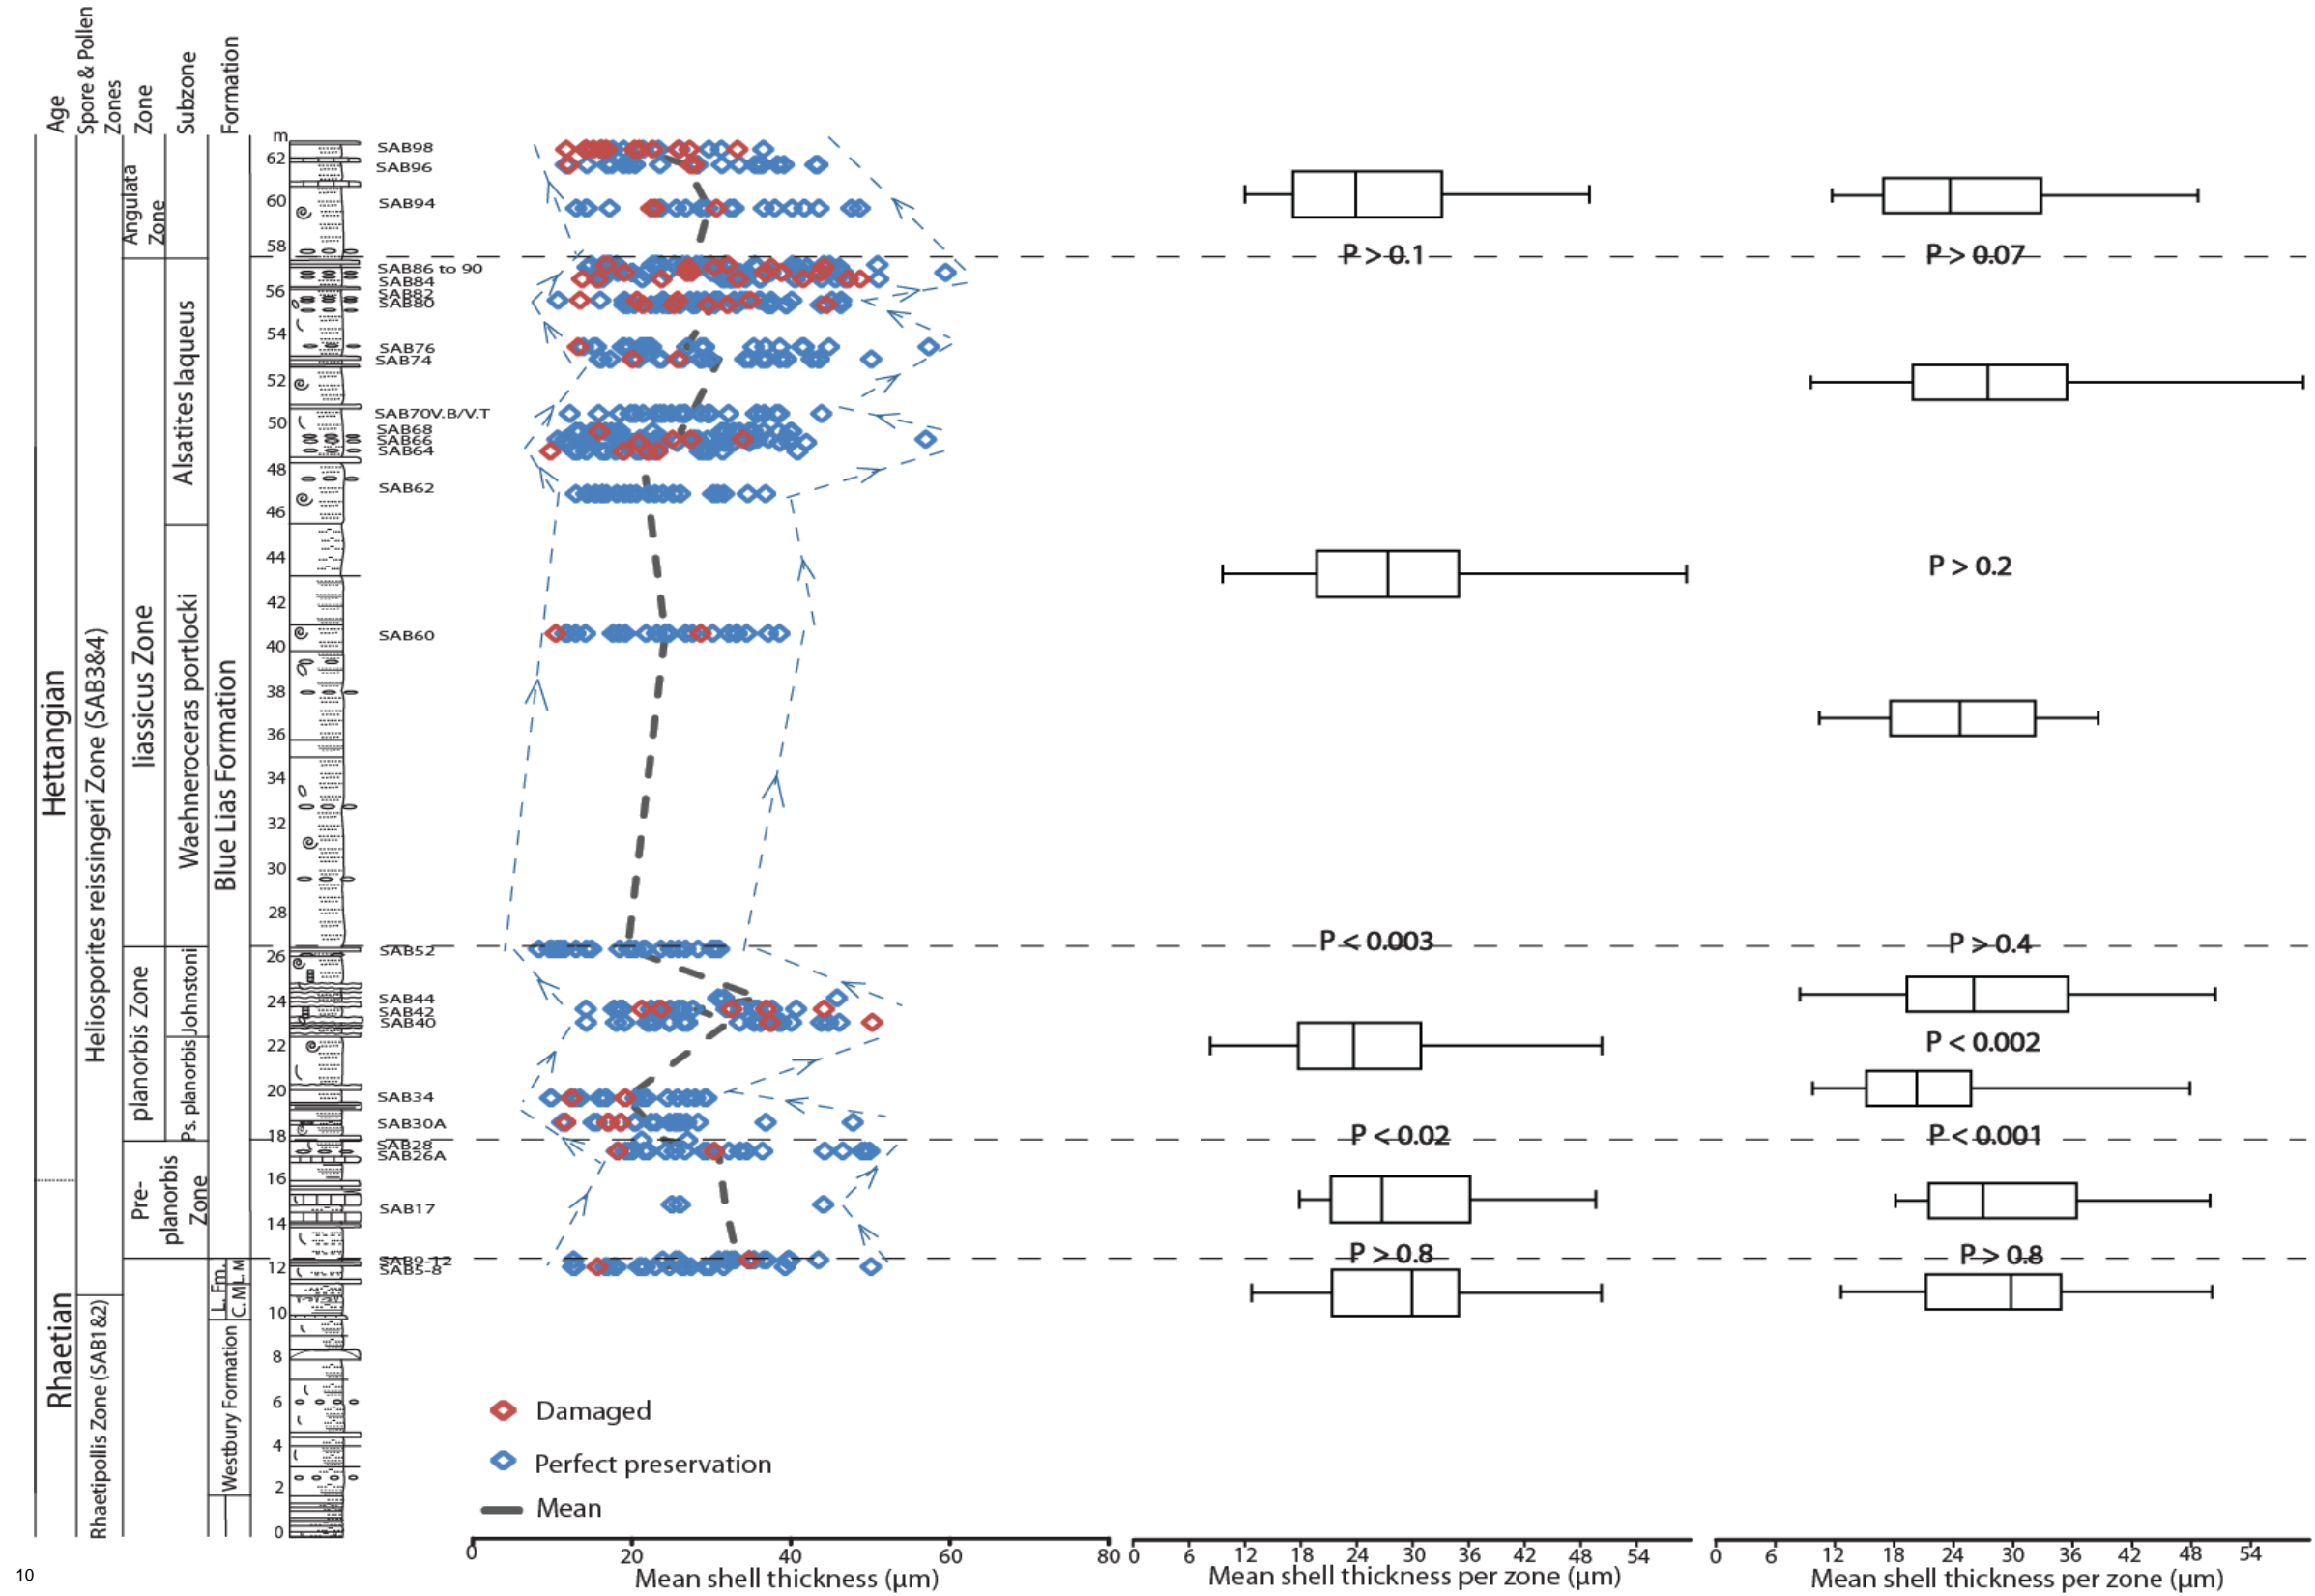 Age
Spore & Pollen
Zones
Zone
Subzone
Formation
Hettangian
Rhaetian
Heliosporites reissingeri Zone (SAB3&4)
Rhaetipollis Zone (SAB1&2)
Angulata
Zone
liassicus Zone
planorbis Zone
Pre-
planorbis
Zone
Alsatites laqueus
Waehneroceras portlocki
Johnstoni
Ps. planorbis
Blue Lias Formation
L. Fm.
C.M.
L.M
Westbury Formation
m
62
60
58
56
54
52
50
48
46
44
42
40
38
36
34
32
30
28
26
24
22
20
18
16
14
12
10
8
6
4
2
0
SAB98
SAB96
SAB94
SAB86 to 90
SAB84
SAB82
SAB80
SAB76
SAB74
SAB70V.B/V.T
SAB68
SAB66
SAB64
SAB62
SAB60
SAB52
SAB44
SAB42
SAB40
SAB34
SAB30A
SAB28
SAB26A
SAB17
SAB9-12
SAB5-8
Damaged
Perfect preservation
Mean
0 20 40 60 80
Mean shell thickness (µm)
P > 0.1
P < 0.003
P < 0.02
P > 0.8
0 6 12 18 24 30 36 42 48 54
Mean shell thickness per zone (µm)
P > 0.07
P > 0.2
P > 0.4
P < 0.002
P < 0.001
P > 0.8
0 6 12 18 24 30 36 42 48 54
Mean shell thickness per zone (µm)
10